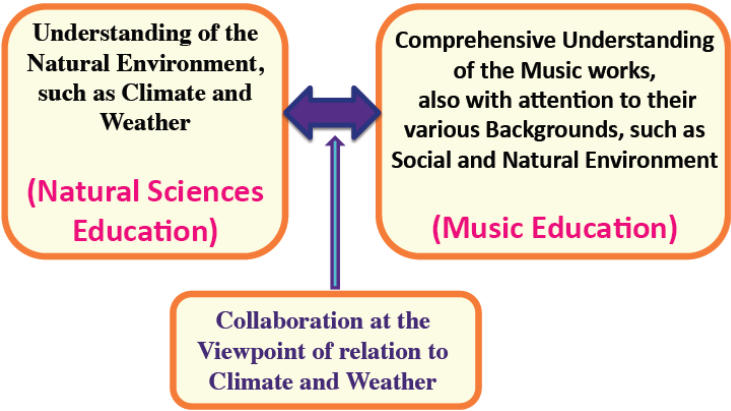 Understanding of the
Natural Environment,
such as Climate and
Weather
(Natural Sciences
Education)
Comprehensive Understanding
of the Music works,
also with attention to their
various Backgrounds, such as
Social and Natural Environment
(Music Education)
Collaboration at the
Viewpoint of relation to
Climate and Weather